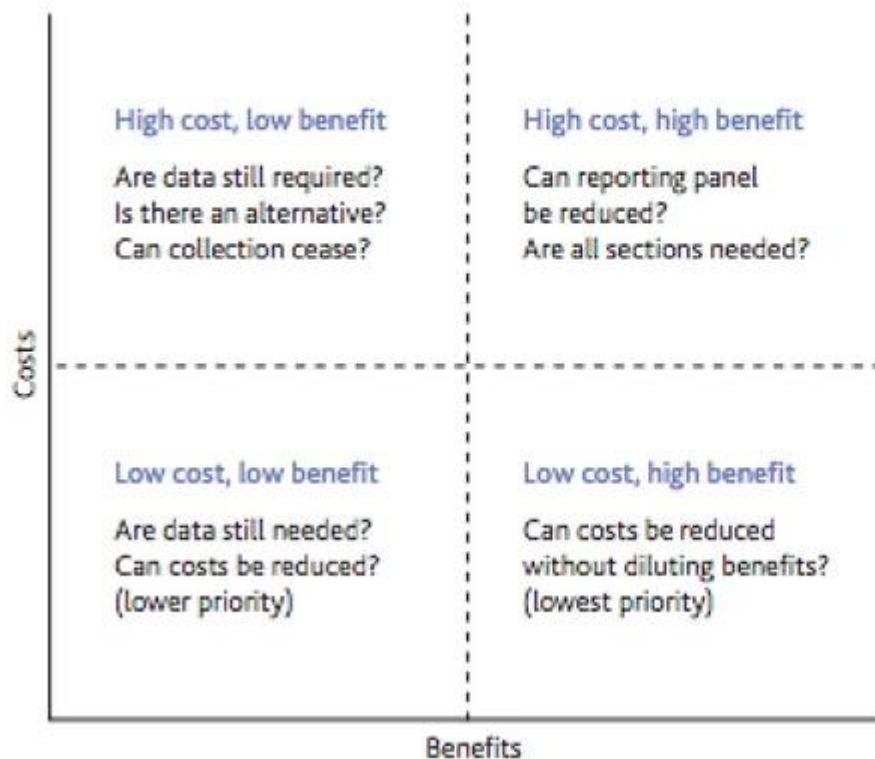 High cost, low benefit
Are data still required?
Is there an alternative?
Can collection cease?
High cost, high benefit
Can reporting panel
be reduced?
Are all sections needed?
Costs
Low cost, low benefit
Are data still needed?
Can costs be reduced?
(lower priority)
Low cost, high benefit
Can costs be reduced
without diluting benefits?
(lowest priority)
Benefits